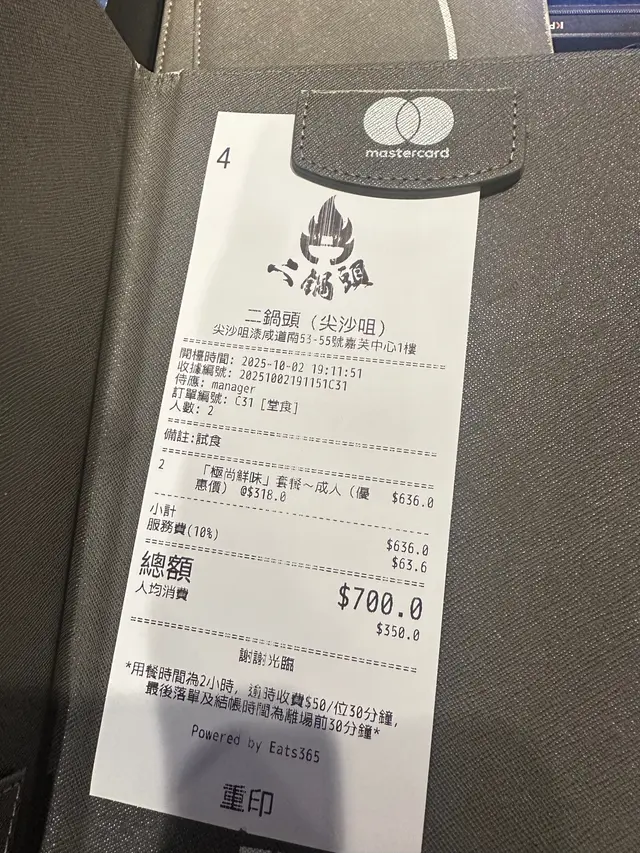 KP
mastercard
4
二鍋頭
二鍋頭（尖沙咀）
尖沙咀漆咸道南53-55號嘉芙中心1樓
開檯時間: 2025-10-02 19:11:51
收據編號: 20251002191151C31
侍應: manager
訂單編號: C31 [堂食]
人數: 2
備註:試食
2 「極尚鮮味」套餐～成人（優 $636.0
惠價） @$318.0
小計 $636.0
服務費(10%) $63.6
總額 $700.0
人均消費 $350.0
謝謝光臨
*用餐時間為2小時, 逾時收費$50/位30分鐘,
最後落單及結帳時間為離場前30分鐘*
Powered by Eats365
重印